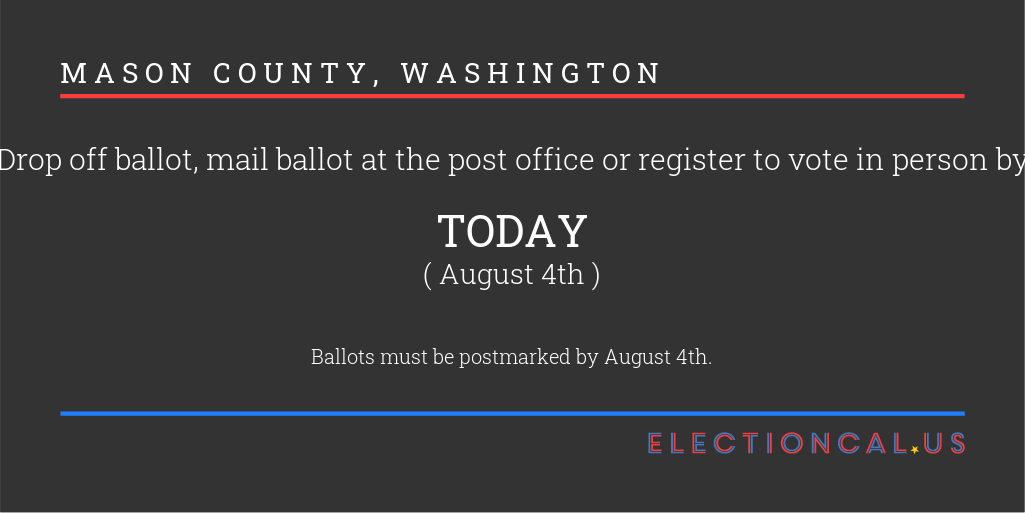 MASON COUNTY, WASHINGTON
Drop off ballot, mail ballot at the post office or register to vote in person by
TODAY
( August 4th )
Ballots must be postmarked by August 4th.
ELECTIONCAL.US